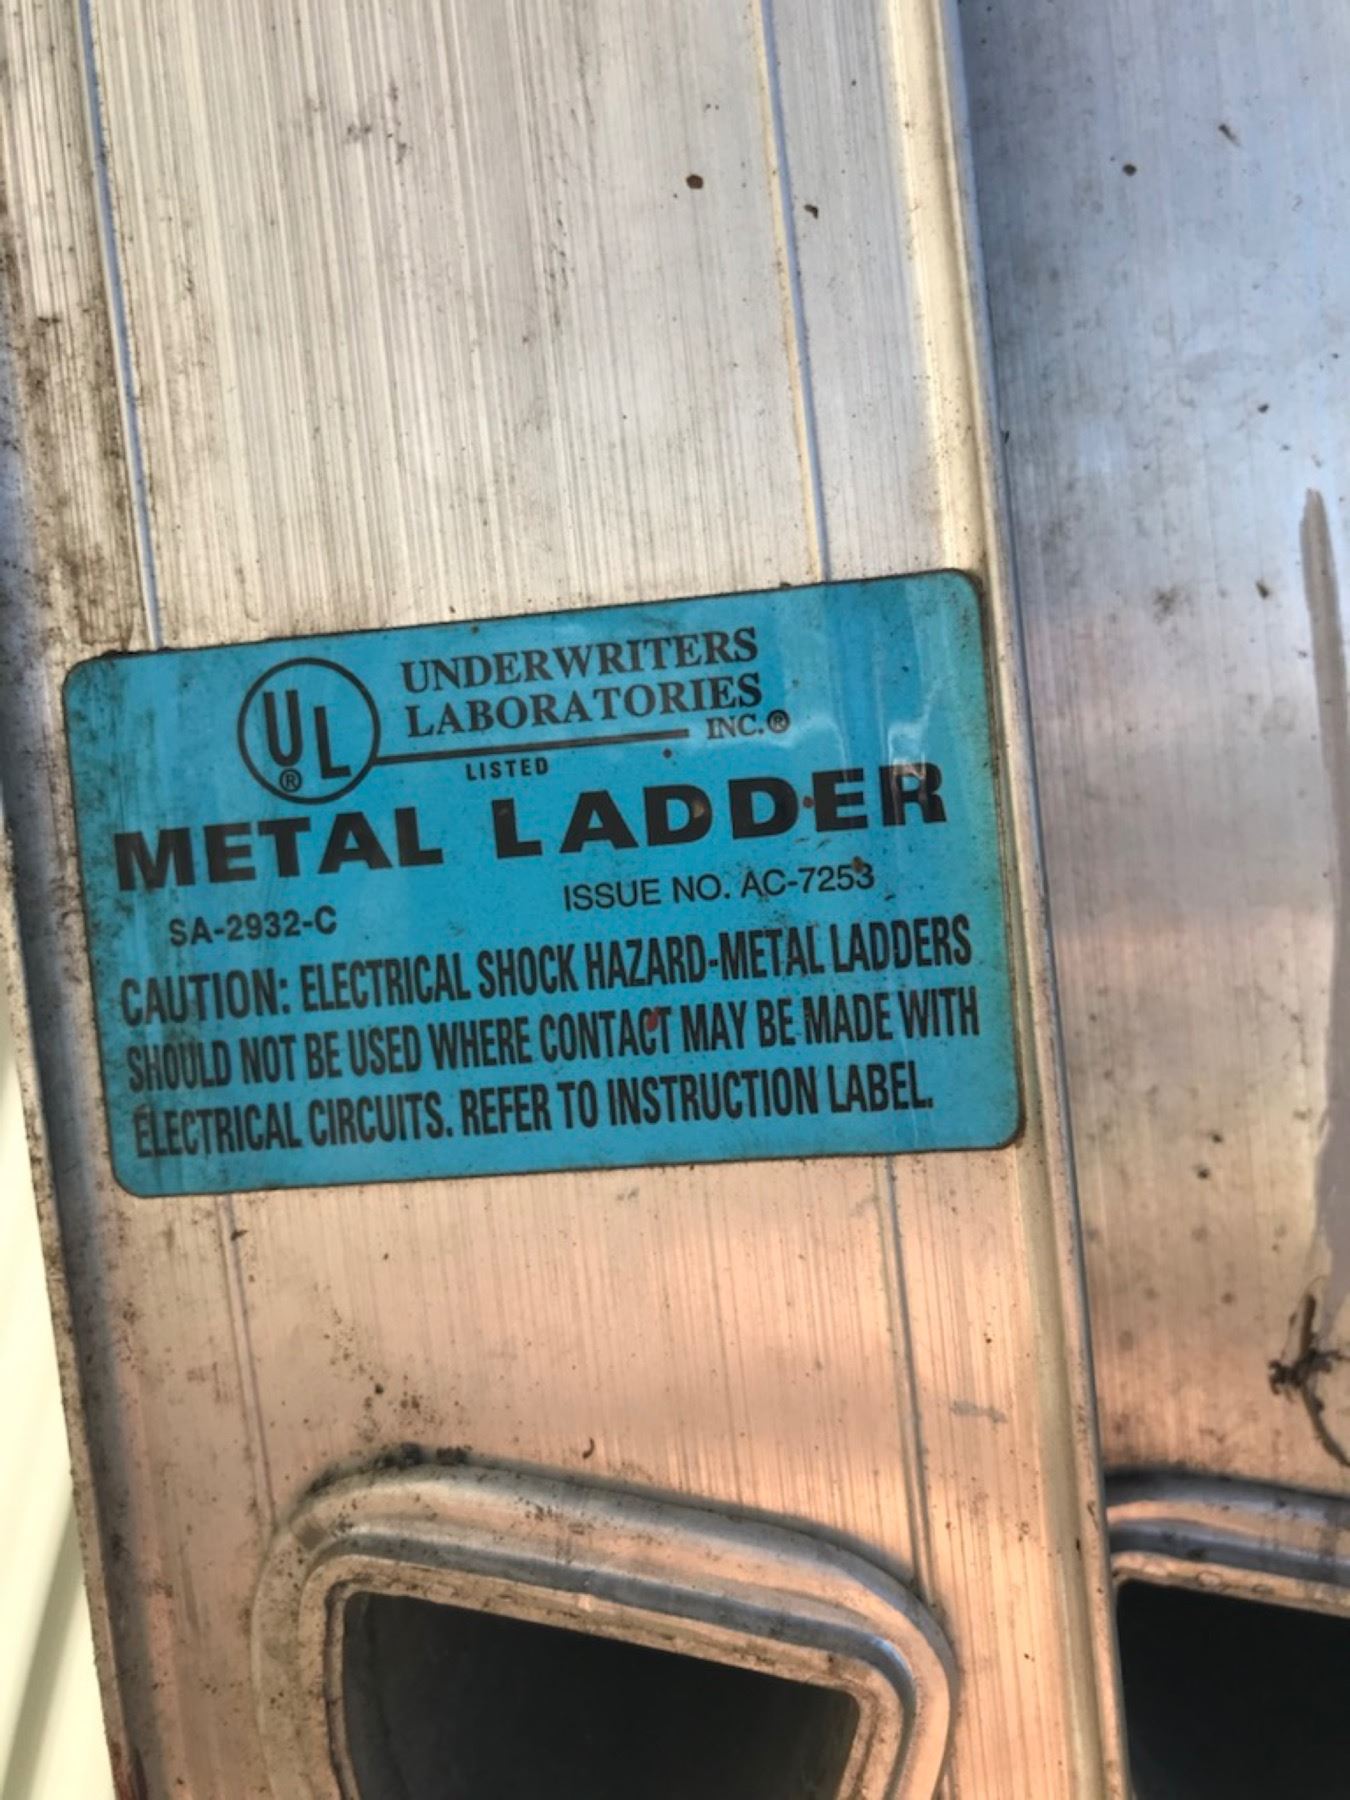 UL®
UNDERWRITERS
LABORATORIES
INC.®
LISTED
METAL LADDER
SA-2932-C ISSUE NO. AC-7253
CAUTION: ELECTRICAL SHOCK HAZARD-METAL LADDERS
SHOULD NOT BE USED WHERE CONTACT MAY BE MADE WITH
ELECTRICAL CIRCUITS. REFER TO INSTRUCTION LABEL.